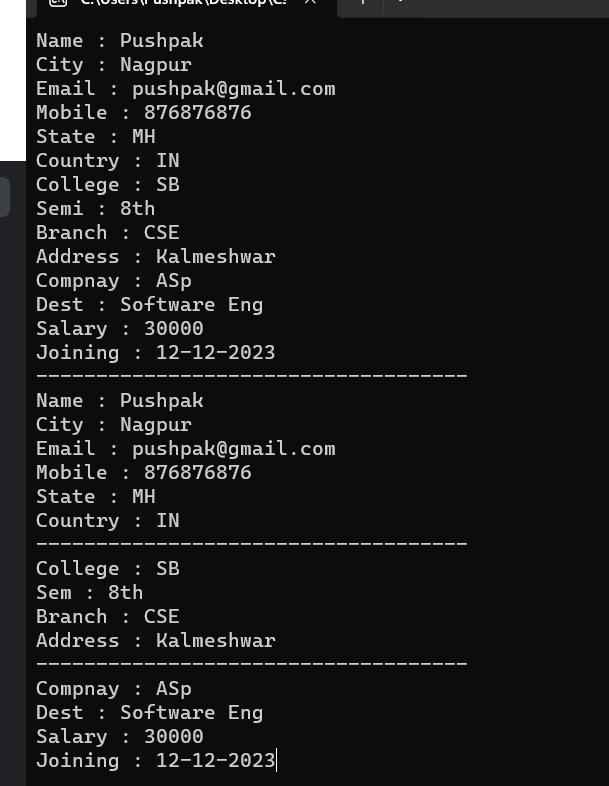 C:\Users\Pushpak\Desktop\Cs
Name : Pushpak
City : Nagpur
Email : pushpak@gmail.com
Mobile : 876876876
State : MH
Country : IN
College : SB
Semi : 8th
Branch : CSE
Address : Kalmeshwar
Compnay : ASp
Dest : Software Eng
Salary : 30000
Joining : 12-12-2023
------------------------------------
Name : Pushpak
City : Nagpur
Email : pushpak@gmail.com
Mobile : 876876876
State : MH
Country : IN
------------------------------------
College : SB
Sem : 8th
Branch : CSE
Address : Kalmeshwar
------------------------------------
Compnay : ASp
Dest : Software Eng
Salary : 30000
Joining : 12-12-2023